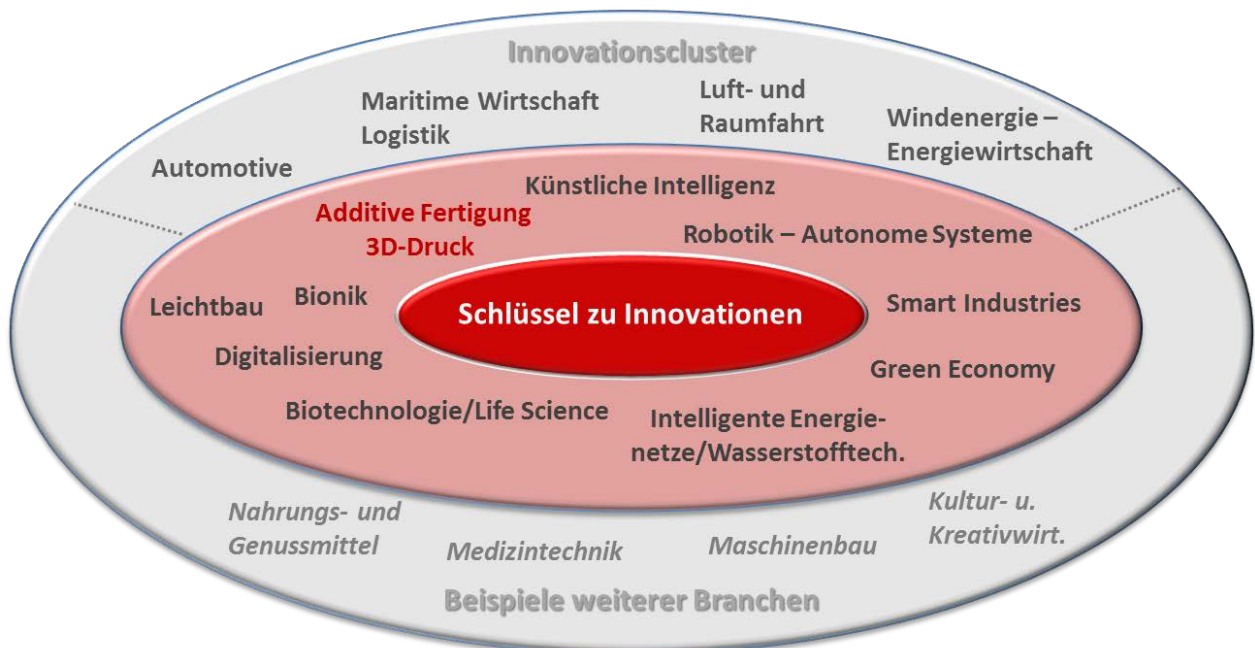 Innovationscluster
Maritime Wirtschaft
Logistik
Luft- und
Raumfahrt
Windenergie –
Energiewirtschaft
Automotive
Künstliche Intelligenz
Additive Fertigung
3D-Druck
Robotik – Autonome Systeme
Leichtbau
Bionik
Schlüssel zu Innovationen
Smart Industries
Digitalisierung
Green Economy
Biotechnologie/Life Science
Intelligente Energie-
netze/Wasserstofftech.
Nahrungs- und
Genussmittel
Medizintechnik
Maschinenbau
Kultur- u.
Kreativwirt.
Beispiele weiterer Branchen